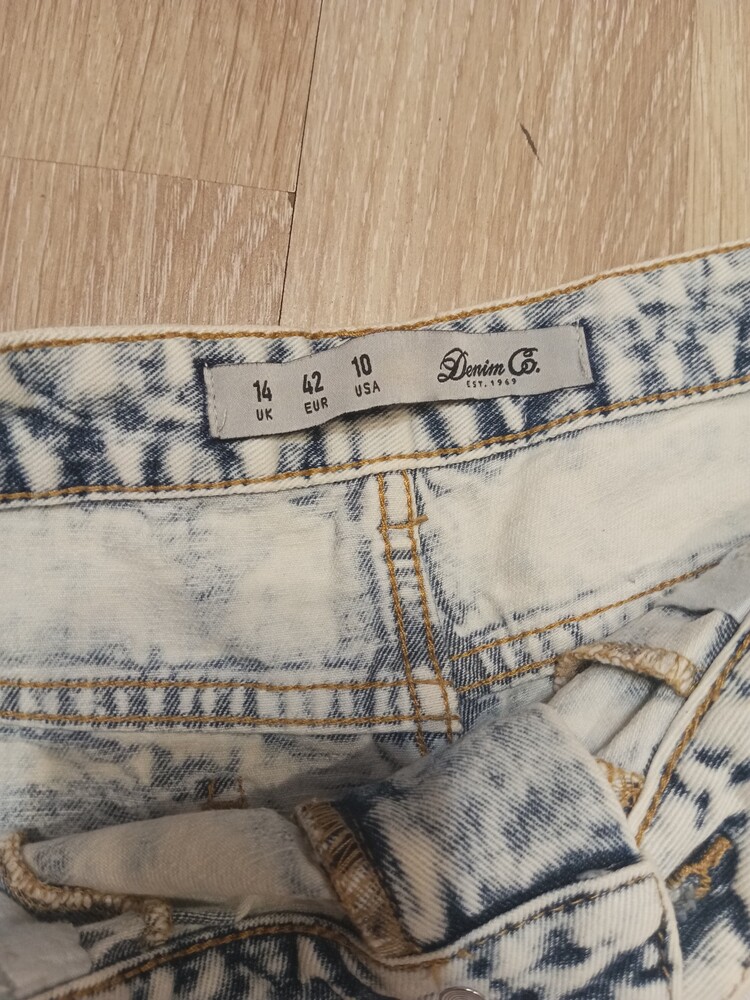 14 42 10
UK EUR USA
Denim Co.
EST. 1969